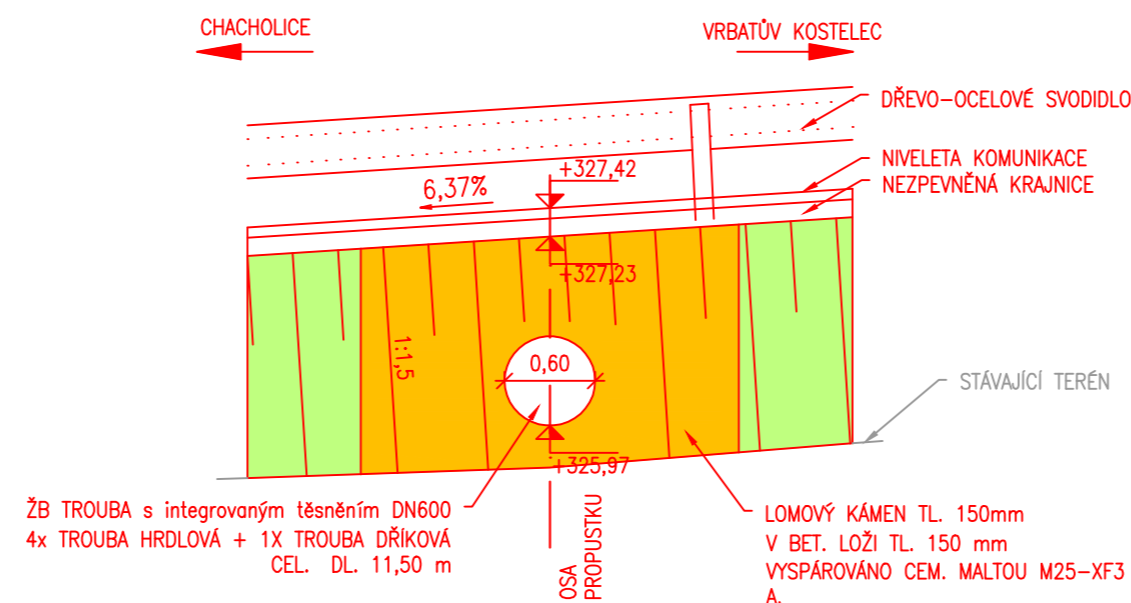 CHACHOLICE
VRBATŮV KOSTELEC
DŘEVO-OCELOVÉ SVODIDLO
NIVELETA KOMUNIKACE
NEZPEVNĚNÁ KRAJNICE
+327,42
6,37%
+327,23
1:1,5
0,60
STÁVAJÍCÍ TERÉN
+325,97
ŽB TROUBA s integrovaným těsněním DN600
4x TROUBA HRDLOVÁ + 1X TROUBA DŘÍKOVÁ
CEL. DL. 11,50 m
OSA
PROPUSTKU
LOMOVÝ KÁMEN TL. 150mm
V BET. LOŽI TL. 150 mm
VYSPÁROVÁNO CEM. MALTOU M25-XF3
A.